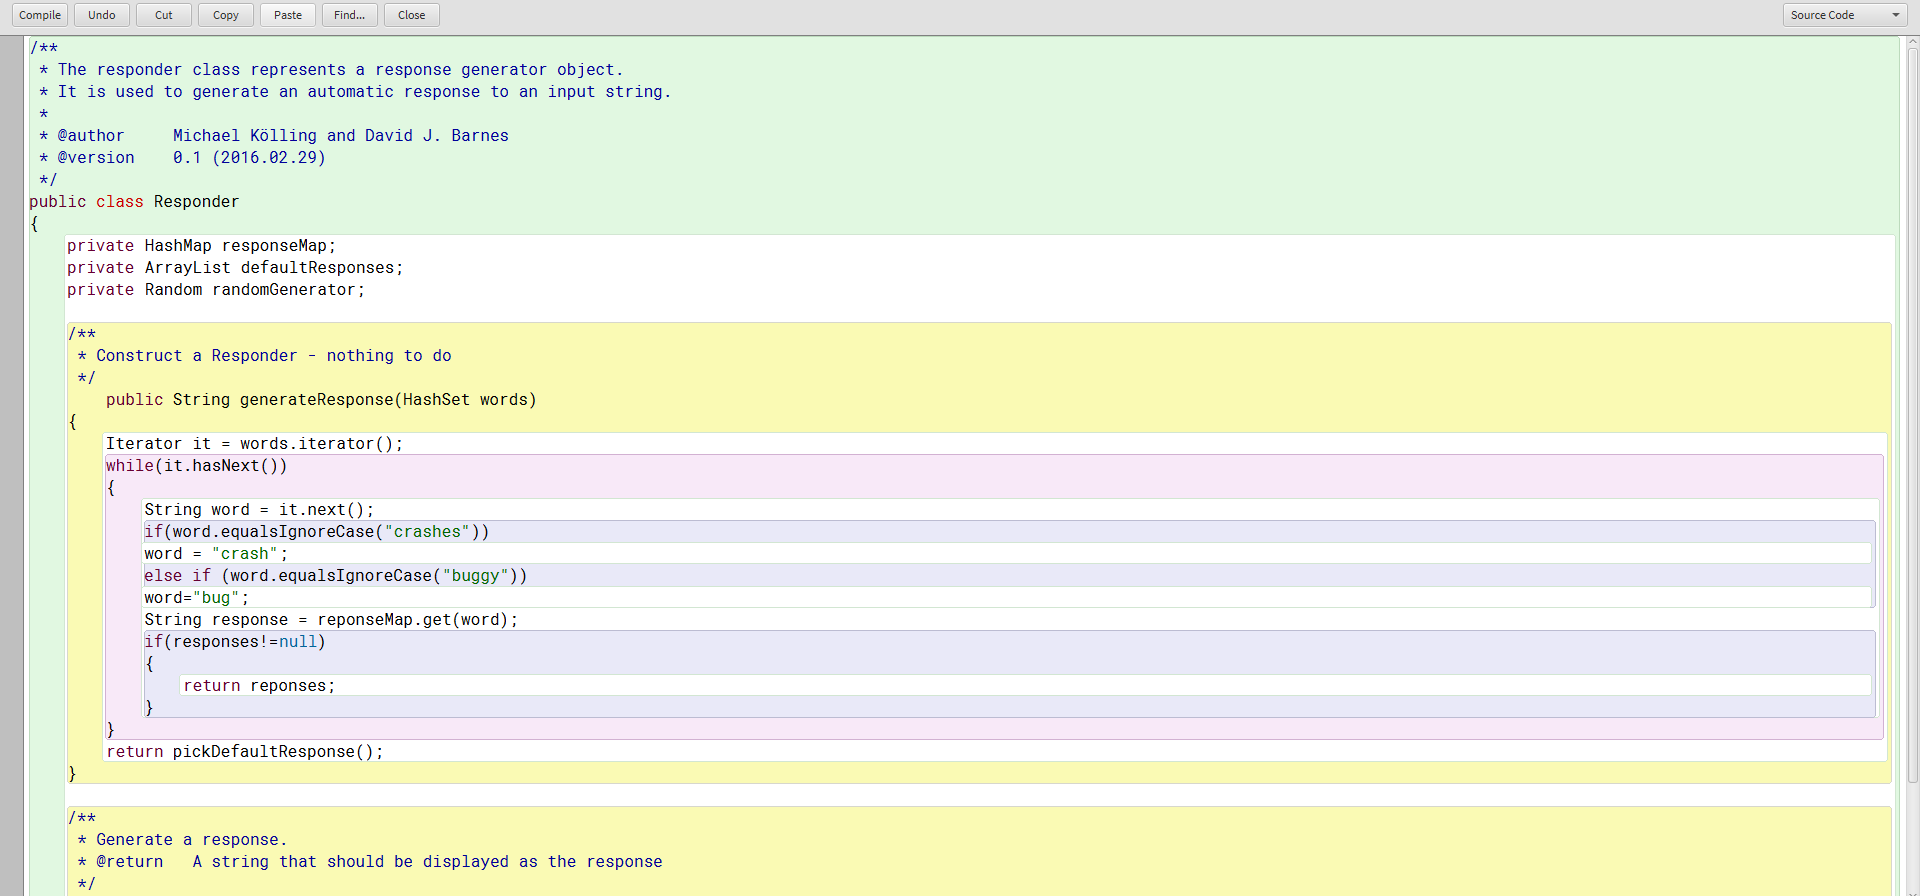 Compile Undo Cut Copy Paste Find... Close Source Code
/**
 * The responder class represents a response generator object.
 * It is used to generate an automatic response to an input string.
 *
 * @author     Michael Kölling and David J. Barnes
 * @version    0.1 (2016.02.29)
 */
public class Responder
{
    private HashMap responseMap;
    private ArrayList defaultResponses;
    private Random randomGenerator;

    /**
     * Construct a Responder - nothing to do
     */
        public String generateResponse(HashSet words)
    {
        Iterator it = words.iterator();
        while(it.hasNext())
        {
            String word = it.next();
            if(word.equalsIgnoreCase("crashes"))
            word = "crash";
            else if (word.equalsIgnoreCase("buggy"))
            word="bug";
            String response = reponseMap.get(word);
            if(responses!=null)
            {
                return reponses;
            }
        }
        return pickDefaultResponse();
    }

    /**
     * Generate a response.
     * @return   A string that should be displayed as the response
     */